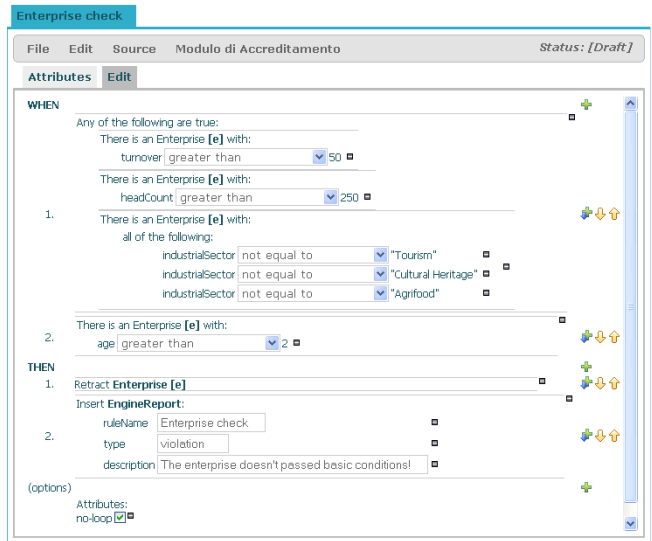 Enterprise check
File Edit Source Modulo di Accreditamento Status: [Draft]
Attributes Edit
WHEN
1.
Any of the following are true:
There is an Enterprise [e] with:
turnover greater than 50
There is an Enterprise [e] with:
headCount greater than 250
There is an Enterprise [e] with:
all of the following:
industrialSector not equal to "Tourism"
industrialSector not equal to "Cultural Heritage"
industrialSector not equal to "Agrifood"
2.
There is an Enterprise [e] with:
age greater than 2
THEN
1. Retract Enterprise [e]
2.
Insert EngineReport:
ruleName Enterprise check
type violation
description The enterprise doesn't passed basic conditions!
(options)
Attributes:
no-loop